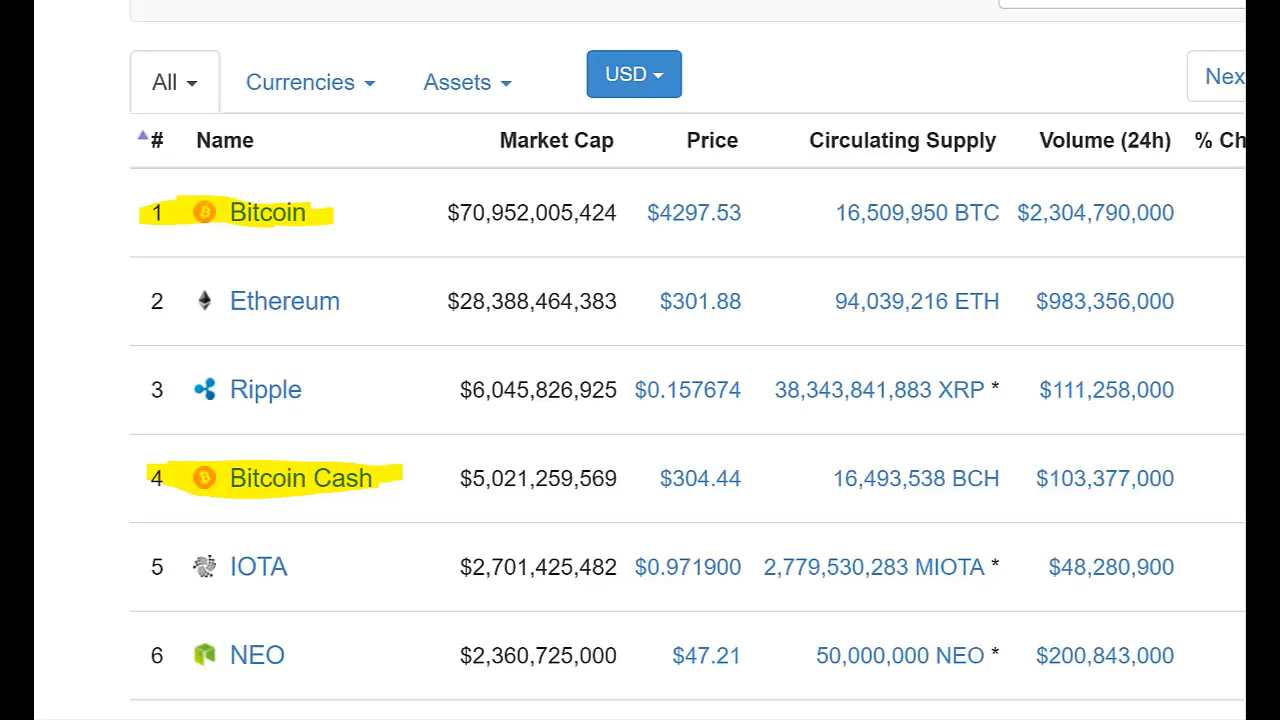 All Currencies Assets USD Nex
# Name Market Cap Price Circulating Supply Volume (24h) % Ch
1 Bitcoin $70,952,005,424 $4297.53 16,509,950 BTC $2,304,790,000
2 Ethereum $28,388,464,383 $301.88 94,039,216 ETH $983,356,000
3 Ripple $6,045,826,925 $0.157674 38,343,841,883 XRP * $111,258,000
4 Bitcoin Cash $5,021,259,569 $304.44 16,493,538 BCH $103,377,000
5 IOTA $2,701,425,482 $0.971900 2,779,530,283 MIOTA * $48,280,900
6 NEO $2,360,725,000 $47.21 50,000,000 NEO * $200,843,000